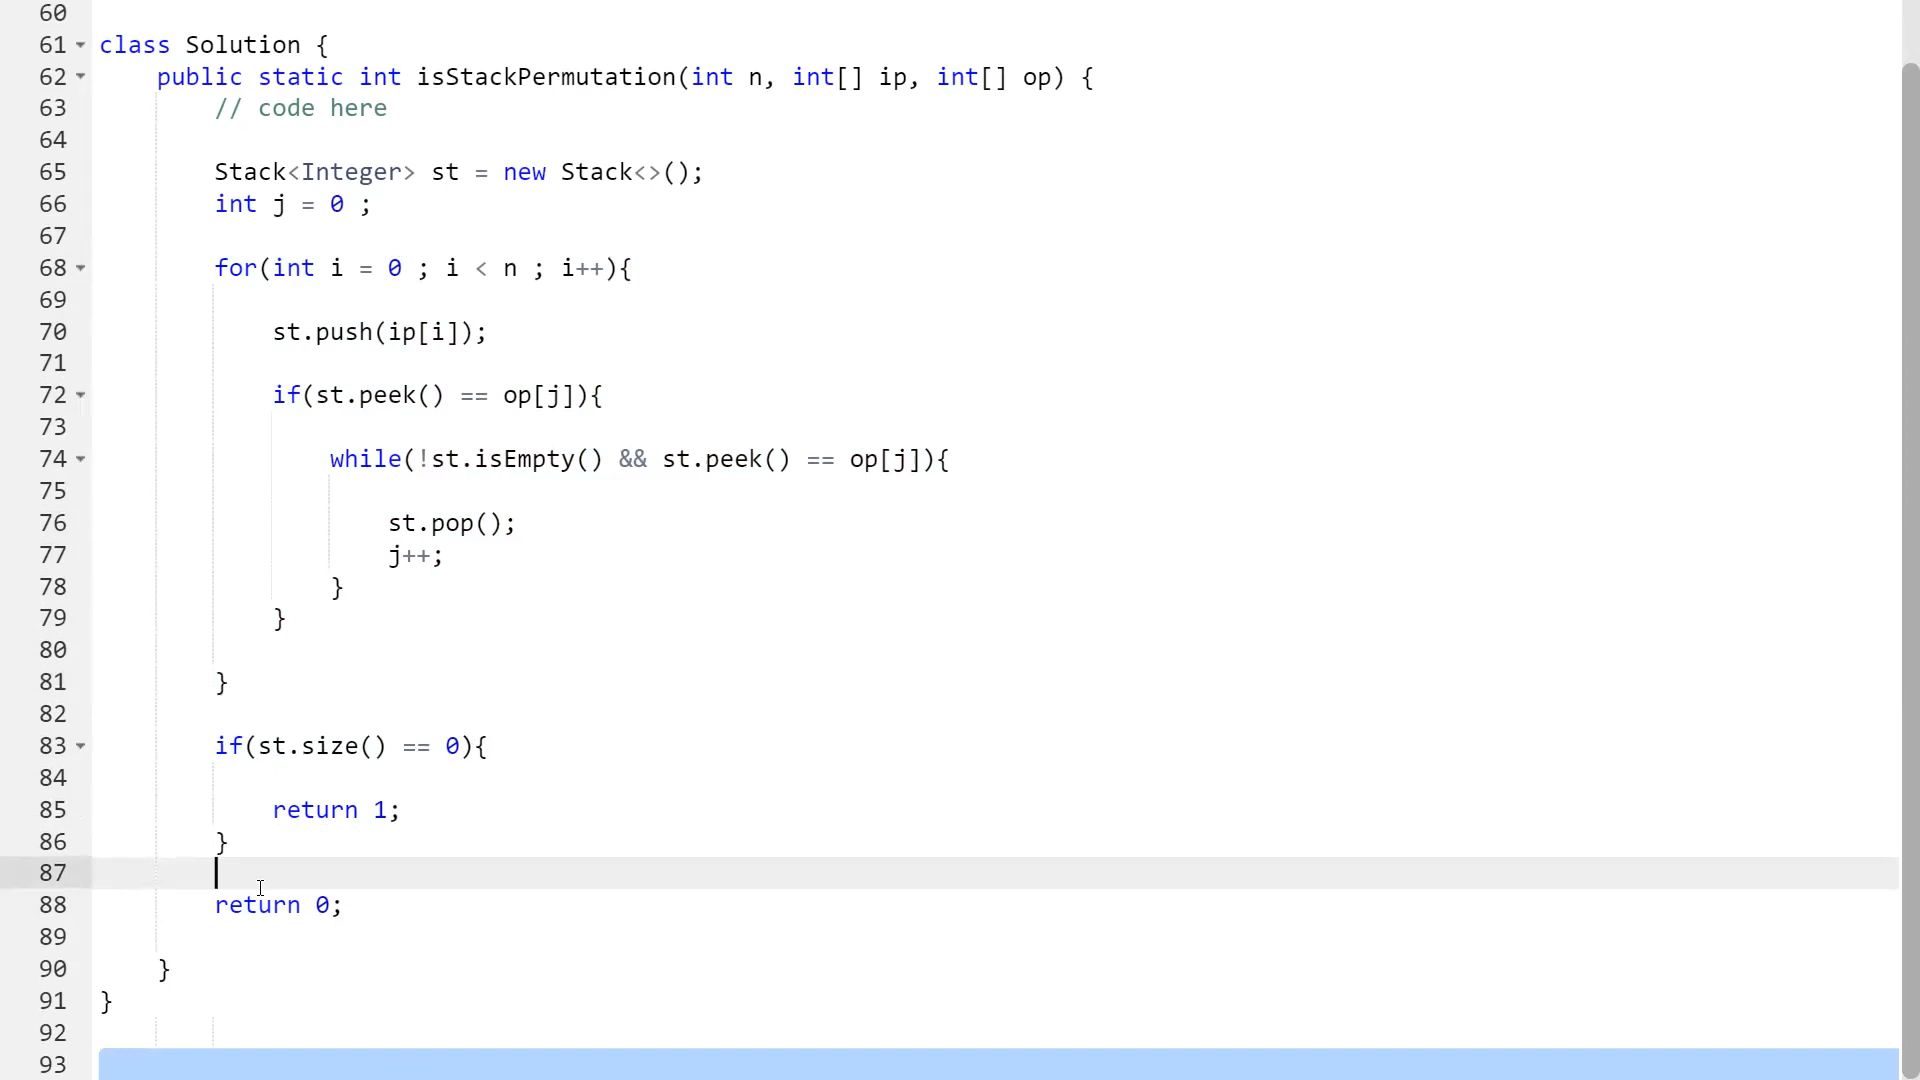 60
61 class Solution {
62 public static int isStackPermutation(int n, int[] ip, int[] op) {
63 // code here
64
65 Stack<Integer> st = new Stack<>();
66 int j = 0 ;
67
68 for(int i = 0 ; i < n ; i++){
69
70 st.push(ip[i]);
71
72 if(st.peek() == op[j]){
73
74 while(!st.isEmpty() && st.peek() == op[j]){
75
76 st.pop();
77 j++;
78 }
79 }
80
81 }
82
83 if(st.size() == 0){
84
85 return 1;
86 }
87
88 return 0;
89
90 }
91 }
92
93